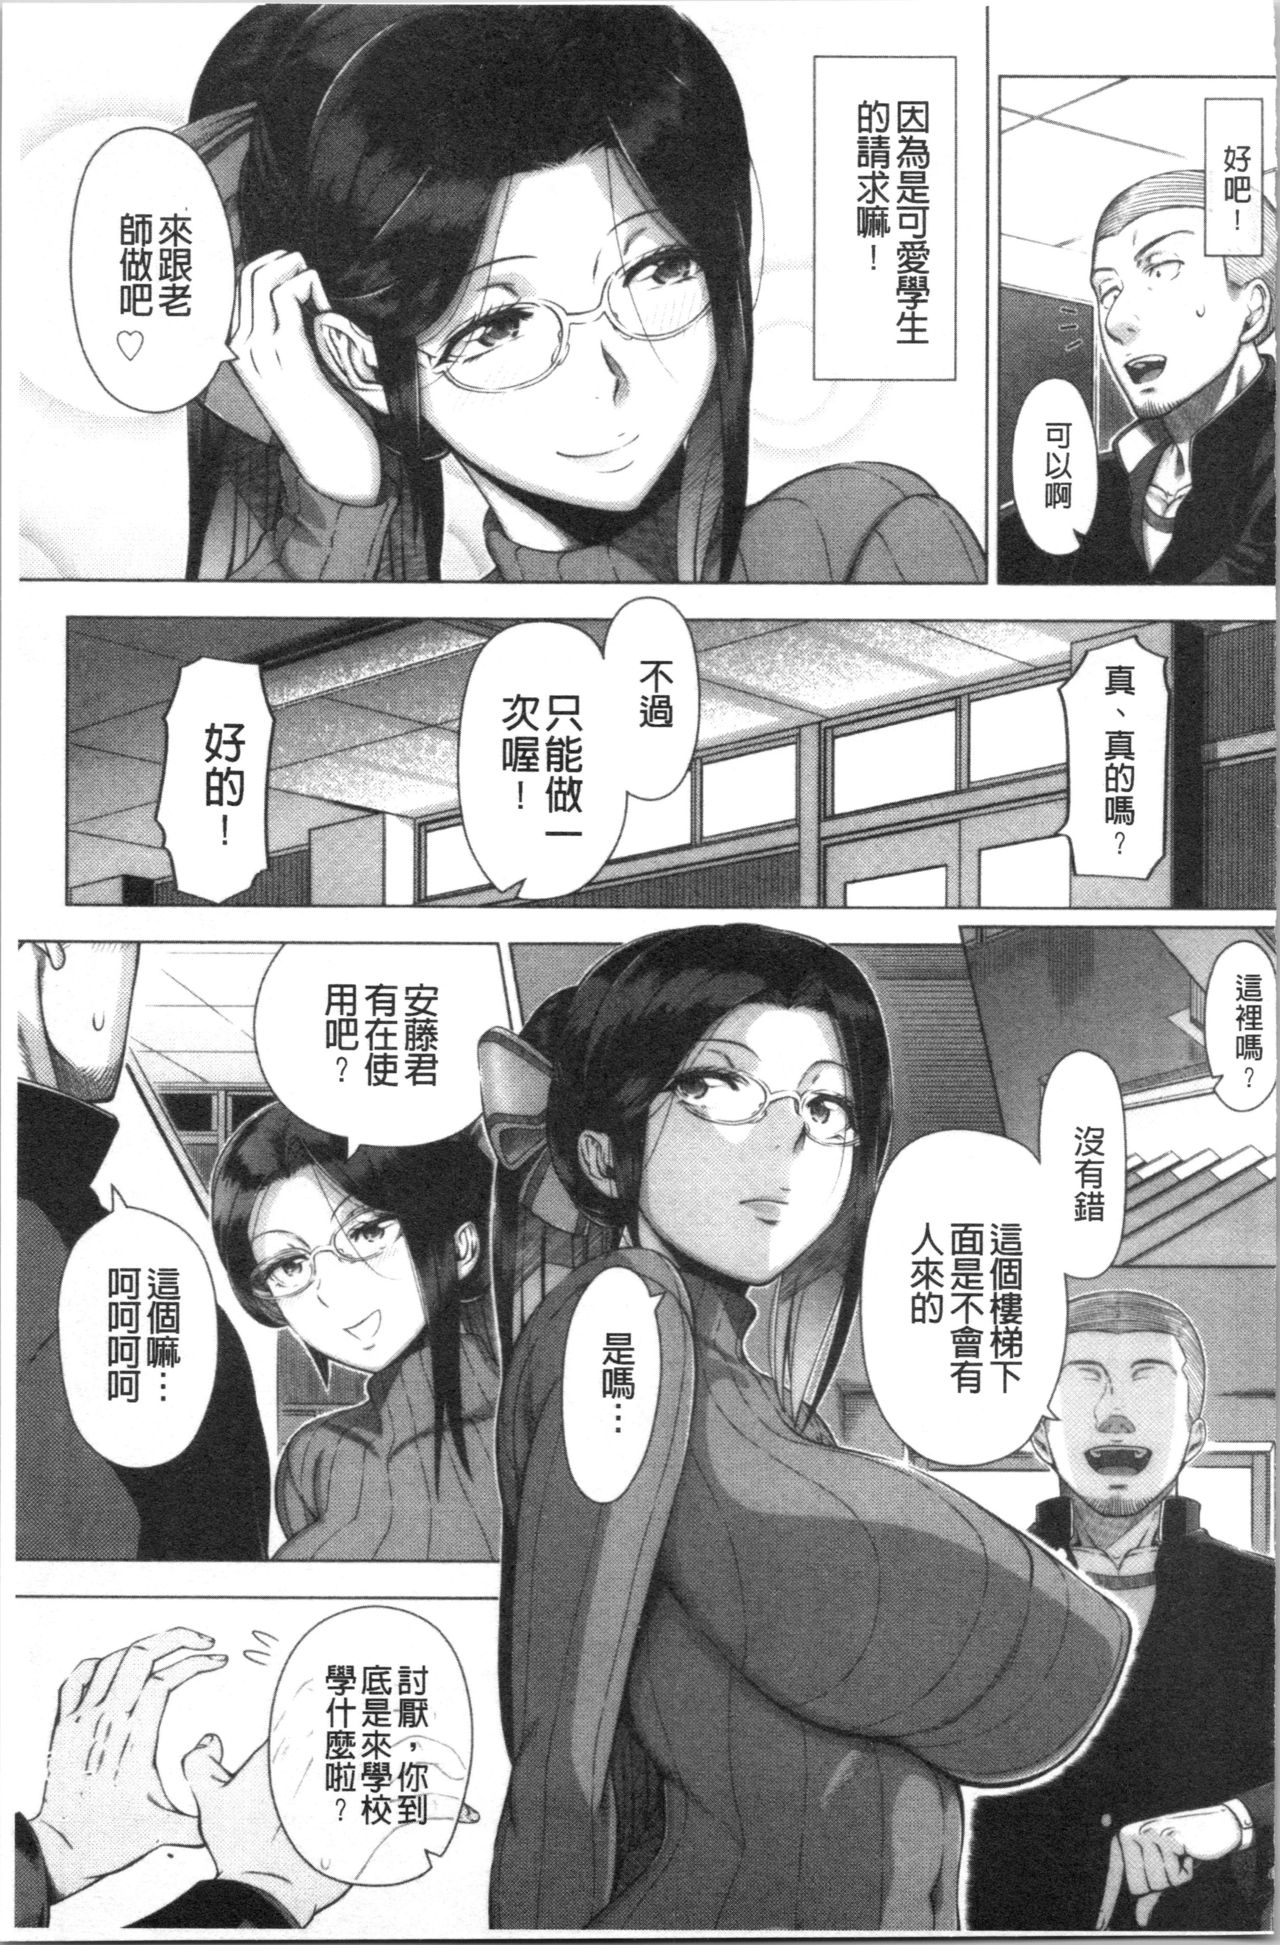 好吧！
可以啊
因為是可愛學生
的請求嘛！
來跟老
師做吧♡
真、真的嗎？
不過
只能做一
次喔！
好的！
這裡嗎？
沒有錯
這個樓梯下
面是不會有
人來的
是嗎…
安藤君
有在使
用吧？
這個嘛…
呵呵呵呵
討厭，你到
底是來學校
學什麼啦？